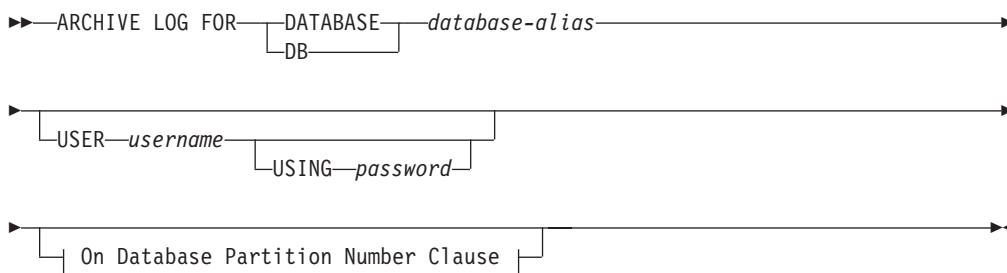 ARCHIVE LOG FOR DATABASE database-alias
DB
USER username
USING password
On Database Partition Number Clause